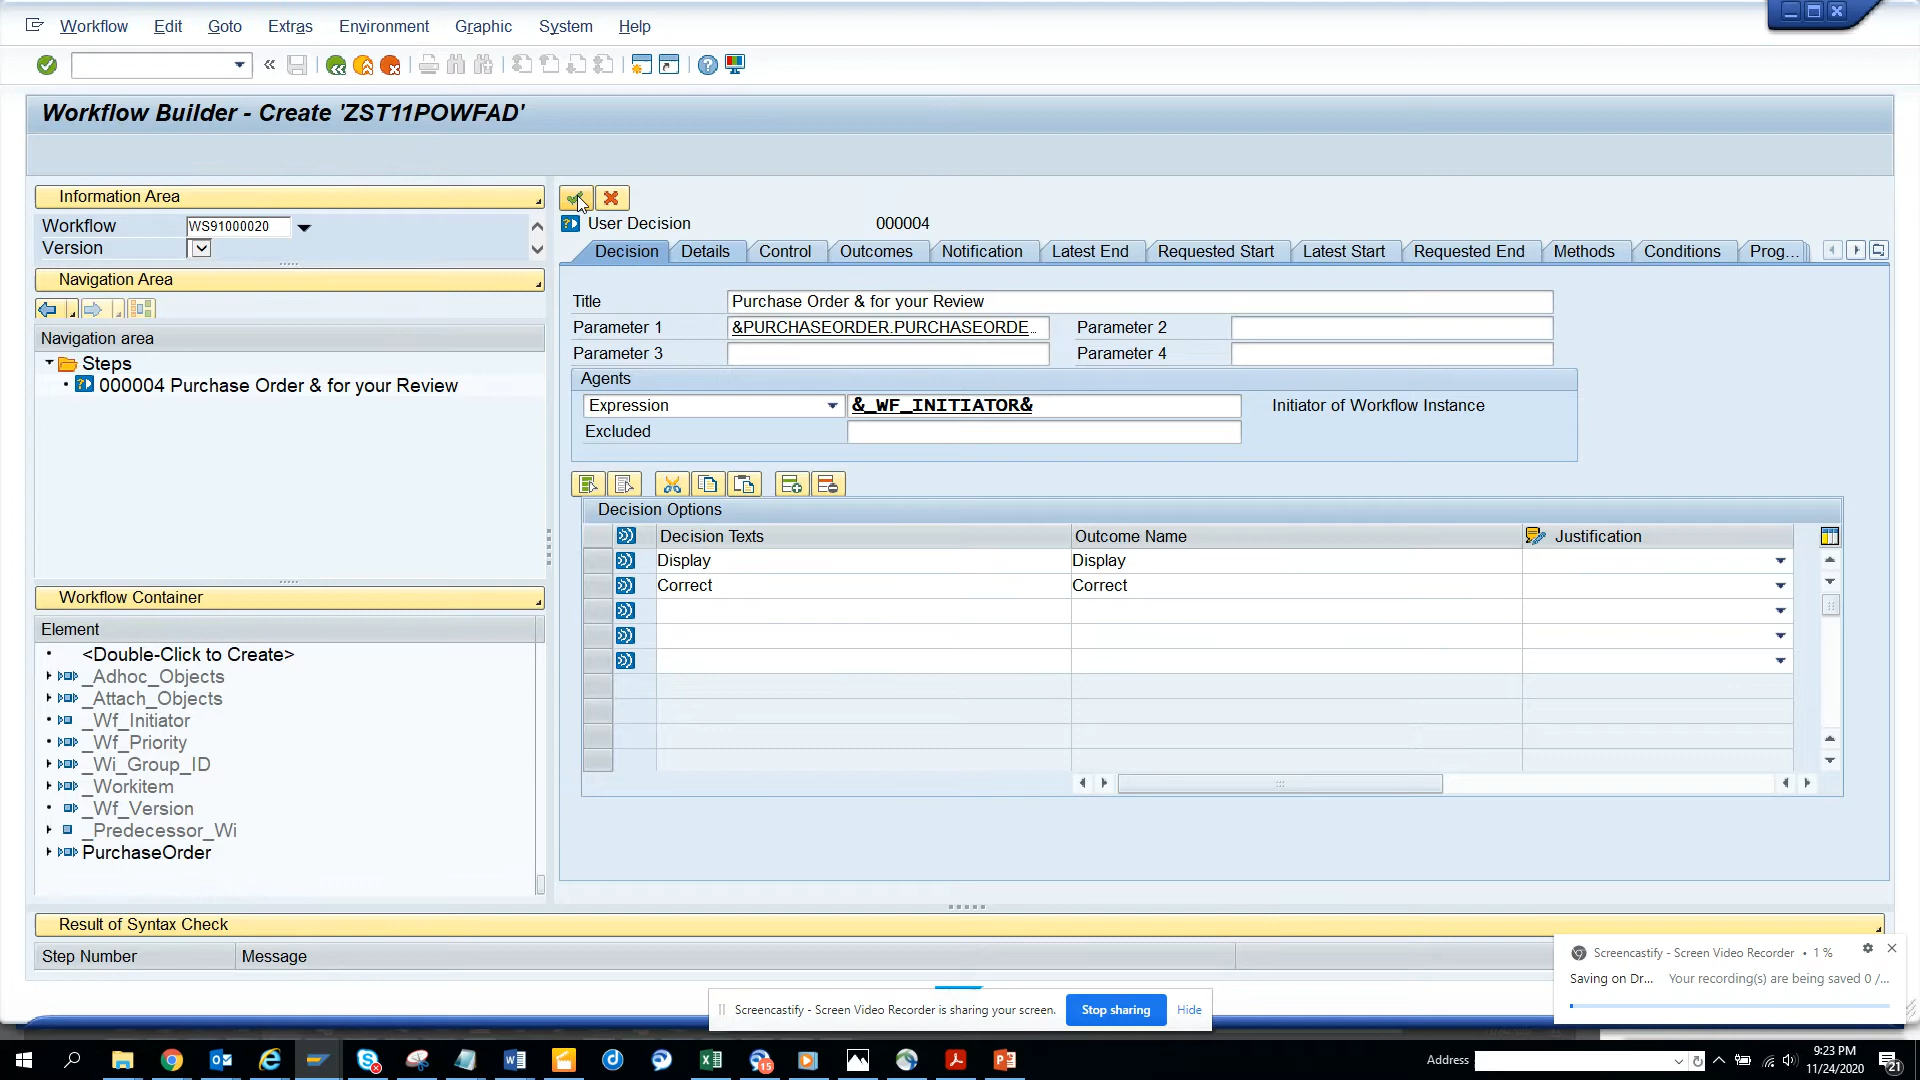 Workflow Edit Goto Extras Environment Graphic System Help
Workflow Builder - Create 'ZST11POWFAD'
Information Area
Workflow WS91000020
Version
Navigation Area
Navigation area
Steps
000004 Purchase Order & for your Review
Workflow Container
Element
<Double-Click to Create>
_Adhoc_Objects
_Attach_Objects
_Wf_Initiator
_Wf_Priority
_Wi_Group_ID
_Workitem
_Wf_Version
_Predecessor_Wi
PurchaseOrder
User Decision 000004
Decision Details Control Outcomes Notification Latest End Requested Start Latest Start Requested End Methods Conditions Prog...
Title Purchase Order & for your Review
Parameter 1 &PURCHASEORDER.PURCHASEORDE... Parameter 2
Parameter 3 Parameter 4
Agents
Expression &_WF_INITIATOR& Initiator of Workflow Instance
Excluded
Decision Options
Decision Texts Outcome Name Justification
Display Display
Correct Correct
Result of Syntax Check
Step Number Message
Screencastify - Screen Video Recorder • 1 %
Saving on Dr... Your recording(s) are being saved 0 /...
Screencastify - Screen Video Recorder is sharing your screen. Stop sharing Hide
15
Address
9:23 PM
11/24/2020
21